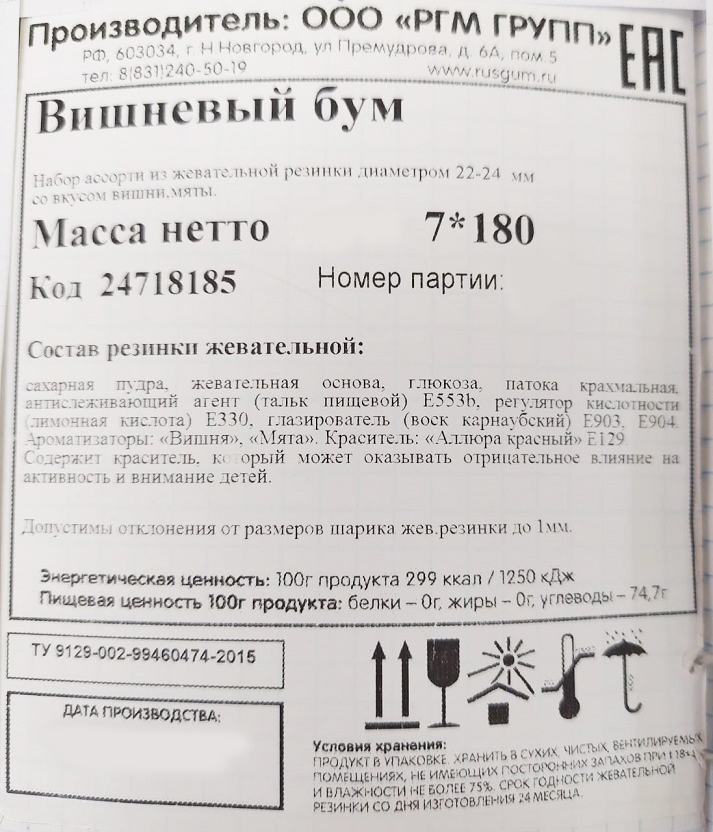 Производитель: ООО «РГМ ГРУПП»
РФ, 603034, г. Н.Новгород, ул Премудрова, д. 6А, пом 5
тел: 8(831)240-50-19 www.rusgum.ru
ЕАС
Вишневый бум
Набор ассорти из жевательной резинки диаметром 22-24 мм
со вкусом вишни,мяты.
Масса нетто 7*180
Код 24718185 Номер партии:
Состав резинки жевательной:
сахарная пудра, жевательная основа, глюкоза, патока крахмальная,
антислеживающий агент (тальк пищевой) Е553b, регулятор кислотности
(лимонная кислота) Е330, глазирователь (воск карнаубский) Е903, Е904.
Ароматизаторы: «Вишня», «Мята». Краситель: «Аллюра красный» Е129
Содержит краситель, который может оказывать отрицательное влияние на
активность и внимание детей.
Допустимы отклонения от размеров шарика жев.резинки до 1мм.
Энергетическая ценность: 100г продукта 299 ккал / 1250 кДж
Пищевая ценность 100г продукта: белки – 0г, жиры – 0г, углеводы – 74,7г
ТУ 9129-002-99460474-2015
ДАТА ПРОИЗВОДСТВА:
Условия хранения:
ПРОДУКТ В УПАКОВКЕ. ХРАНИТЬ В СУХИХ, ЧИСТЫХ, ВЕНТИЛИРУЕМЫХ
ПОМЕЩЕНИЯХ, НЕ ИМЕЮЩИХ ПОСТОРОННИХ ЗАПАХОВ ПРИ
И ВЛАЖНОСТИ НЕ БОЛЕЕ 75%. СРОК ГОДНОСТИ ЖЕВАТЕЛЬНОЙ
РЕЗИНКИ СО ДНЯ ИЗГОТОВЛЕНИЯ 24 МЕСЯЦА.